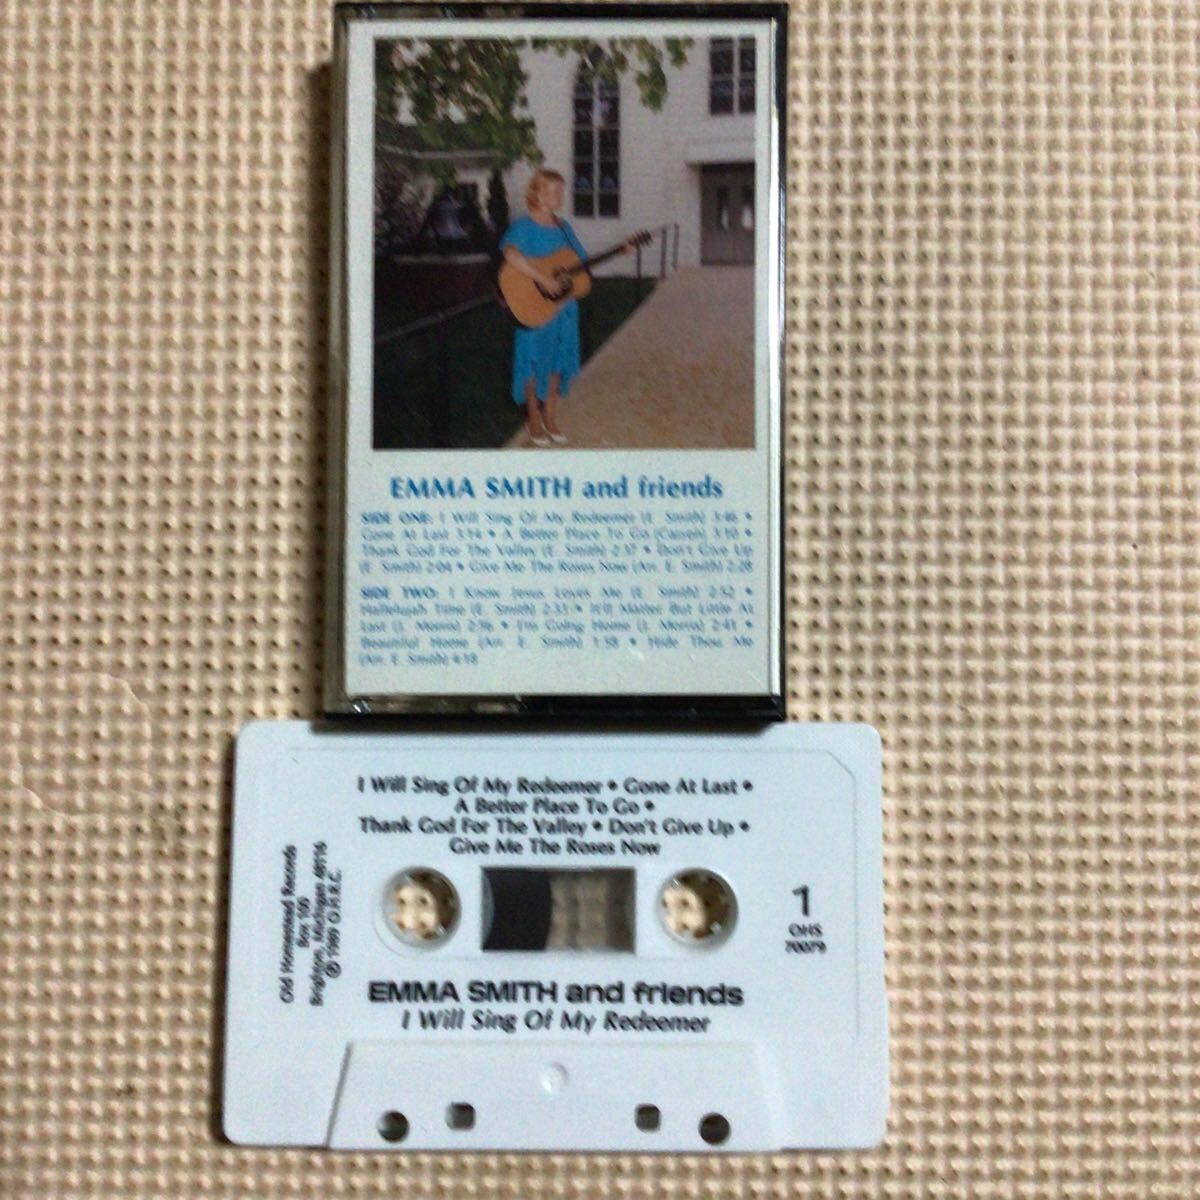 EMMA SMITH and friends
SIDE ONE: I Will Sing Of My Redeemer (E. Smith) 3:46 •
Gone At Last 3:14 • A Better Place To Go (Carson)
Thank God For The Valley (E. Smith) 2:37 • Don't Give Up
(E. Smith) 2:04 • Give Me The Roses Now (Arr. E. Smith) 2:28
SIDE TWO: I Know Jesus Loves Me (E. Smith) 2:52 •
Hallelujah Time (E. Smith) 2:33 • It'll Matter But Little At
Last (J. Morris) 2:56 • I'm Going Home (J. Morris) 2:41 •
Beautiful Home (Arr. E. Smith) 1:58 • Hide Thou Me
(Arr. E. Smith) 4:18
I Will Sing Of My Redeemer • Gone At Last •
A Better Place To Go •
Thank God For The Valley • Don't Give Up •
Give Me The Roses Now
Old Homestead Records
Box 100
Brighton, Michigan 48116
℗ 1989 O.H.R.C.
1
OHS
70079
EMMA SMITH and friends
I Will Sing Of My Redeemer